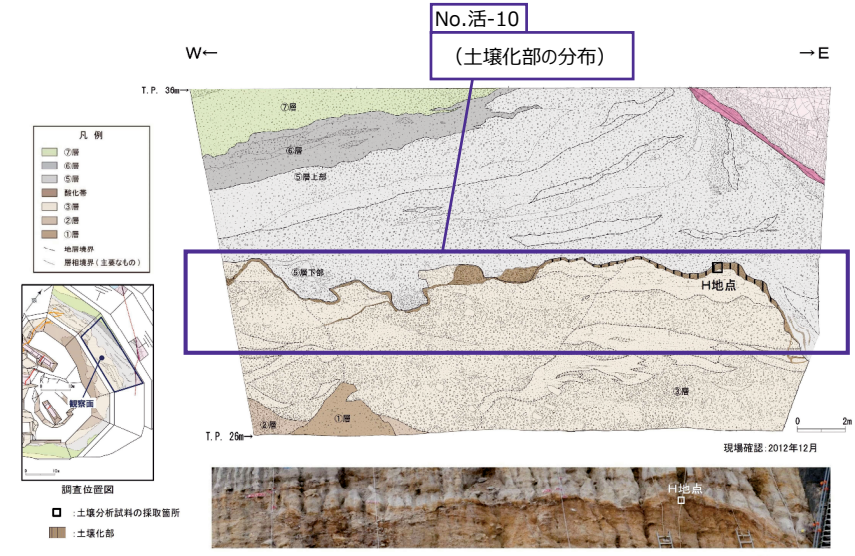 No.活-10
(土壌化部の分布)
W←
→E
T.P. 36m→
⑦層
⑥層
⑤層上部
凡 例
⑦層
⑥層
⑤層
酸化帯
③層
②層
①層
地層境界
層相境界(主要なもの)
⑤層下部
H地点
観察面
①層
②層
③層
T.P. 26m→
0 2m
現場確認:2012年12月
調査位置図
:土壌分析試料の採取箇所
:土壌化部
H地点